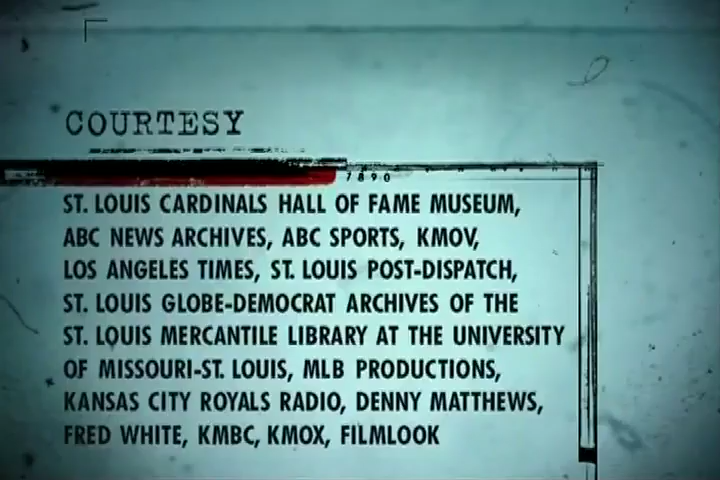 COURTESY
7890
ST. LOUIS CARDINALS HALL OF FAME MUSEUM,
ABC NEWS ARCHIVES, ABC SPORTS, KMOV,
LOS ANGELES TIMES, ST. LOUIS POST-DISPATCH,
ST. LOUIS GLOBE-DEMOCRAT ARCHIVES OF THE
ST. LOUIS MERCANTILE LIBRARY AT THE UNIVERSITY
OF MISSOURI-ST. LOUIS, MLB PRODUCTIONS,
KANSAS CITY ROYALS RADIO, DENNY MATTHEWS,
FRED WHITE, KMBC, KMOX, FILMLOOK